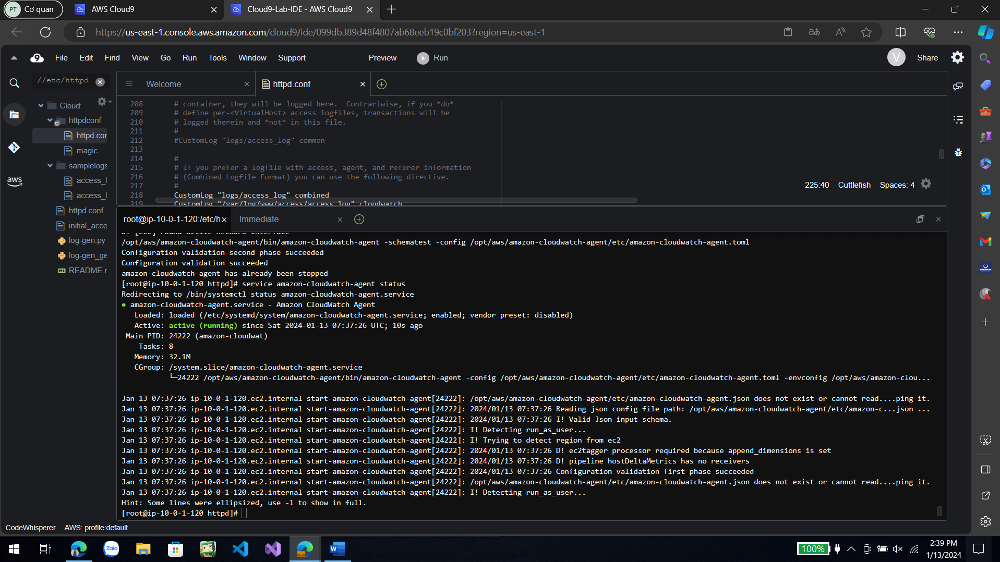 PT Cơ quan
AWS Cloud9
Cloud9-Lab-IDE - AWS Cloud9
https://us-east-1.console.aws.amazon.com/cloud9/ide/099db389d48f4807ab68eeb19c0bf203?region=us-east-1
9 File Edit Find View Go Run Tools Window Support Preview Run V Share
//etc/httpd
Welcome
httpd.conf
Cloud9
httpdconf
httpd.cor
magic
samplelogs
access_l
access_l
httpd.conf
initial_acce
log-gen.py
log-gen_ge
README.r
aws
208 # container, they will be logged here. Contrariwise, if you *do*
209 # define per-<VirtualHost> access logfiles, transactions will be
210 # logged therein and *not* in this file.
211 #
212 #CustomLog "logs/access_log" common
213
214 #
215 # If you prefer a logfile with access, agent, and referer information
216 # (Combined Logfile Format) you can use the following directive.
217 #
218 CustomLog "logs/access_log" combined
219 CustomLog "/var/log/www/access/access_log" cloudwatch
225:40 Cuttlefish Spaces: 4
root@ip-10-0-1-120:/etc/h
Immediate
D! [EC2] Found active network interface
/opt/aws/amazon-cloudwatch-agent/bin/amazon-cloudwatch-agent -schematest -config /opt/aws/amazon-cloudwatch-agent/etc/amazon-cloudwatch-agent.toml
Configuration validation second phase succeeded
Configuration validation succeeded
amazon-cloudwatch-agent has already been stopped
[root@ip-10-0-1-120 httpd]# service amazon-cloudwatch-agent status
Redirecting to /bin/systemctl status amazon-cloudwatch-agent.service
● amazon-cloudwatch-agent.service - Amazon CloudWatch Agent
Loaded: loaded (/etc/systemd/system/amazon-cloudwatch-agent.service; enabled; vendor preset: disabled)
Active: active (running) since Sat 2024-01-13 07:37:26 UTC; 10s ago
Main PID: 24222 (amazon-cloudwat)
Tasks: 8
Memory: 32.1M
CGroup: /system.slice/amazon-cloudwatch-agent.service
└─24222 /opt/aws/amazon-cloudwatch-agent/bin/amazon-cloudwatch-agent -config /opt/aws/amazon-cloudwatch-agent/etc/amazon-cloudwatch-agent.toml -envconfig /opt/aws/amazon-clou...
Jan 13 07:37:26 ip-10-0-1-120.ec2.internal start-amazon-cloudwatch-agent[24222]: /opt/aws/amazon-cloudwatch-agent/etc/amazon-cloudwatch-agent.json does not exist or cannot read....ping it.
Jan 13 07:37:26 ip-10-0-1-120.ec2.internal start-amazon-cloudwatch-agent[24222]: 2024/01/13 07:37:26 Reading json config file path: /opt/aws/amazon-cloudwatch-agent/etc/amazon-c...json ...
Jan 13 07:37:26 ip-10-0-1-120.ec2.internal start-amazon-cloudwatch-agent[24222]: 2024/01/13 07:37:26 I! Valid Json input schema.
Jan 13 07:37:26 ip-10-0-1-120.ec2.internal start-amazon-cloudwatch-agent[24222]: I! Detecting run_as_user...
Jan 13 07:37:26 ip-10-0-1-120.ec2.internal start-amazon-cloudwatch-agent[24222]: I! Trying to detect region from ec2
Jan 13 07:37:26 ip-10-0-1-120.ec2.internal start-amazon-cloudwatch-agent[24222]: 2024/01/13 07:37:26 D! ec2tagger processor required because append_dimensions is set
Jan 13 07:37:26 ip-10-0-1-120.ec2.internal start-amazon-cloudwatch-agent[24222]: 2024/01/13 07:37:26 D! pipeline hostDeltaMetrics has no receivers
Jan 13 07:37:26 ip-10-0-1-120.ec2.internal start-amazon-cloudwatch-agent[24222]: 2024/01/13 07:37:26 Configuration validation first phase succeeded
Jan 13 07:37:26 ip-10-0-1-120.ec2.internal start-amazon-cloudwatch-agent[24222]: /opt/aws/amazon-cloudwatch-agent/etc/amazon-cloudwatch-agent.json does not exist or cannot read....ping it.
Jan 13 07:37:26 ip-10-0-1-120.ec2.internal start-amazon-cloudwatch-agent[24222]: I! Detecting run_as_user...
Hint: Some lines were ellipsized, use -l to show in full.
[root@ip-10-0-1-120 httpd]#
CodeWhisperer AWS: profile:default
Zalo
100%
2:39 PM
1/13/2024